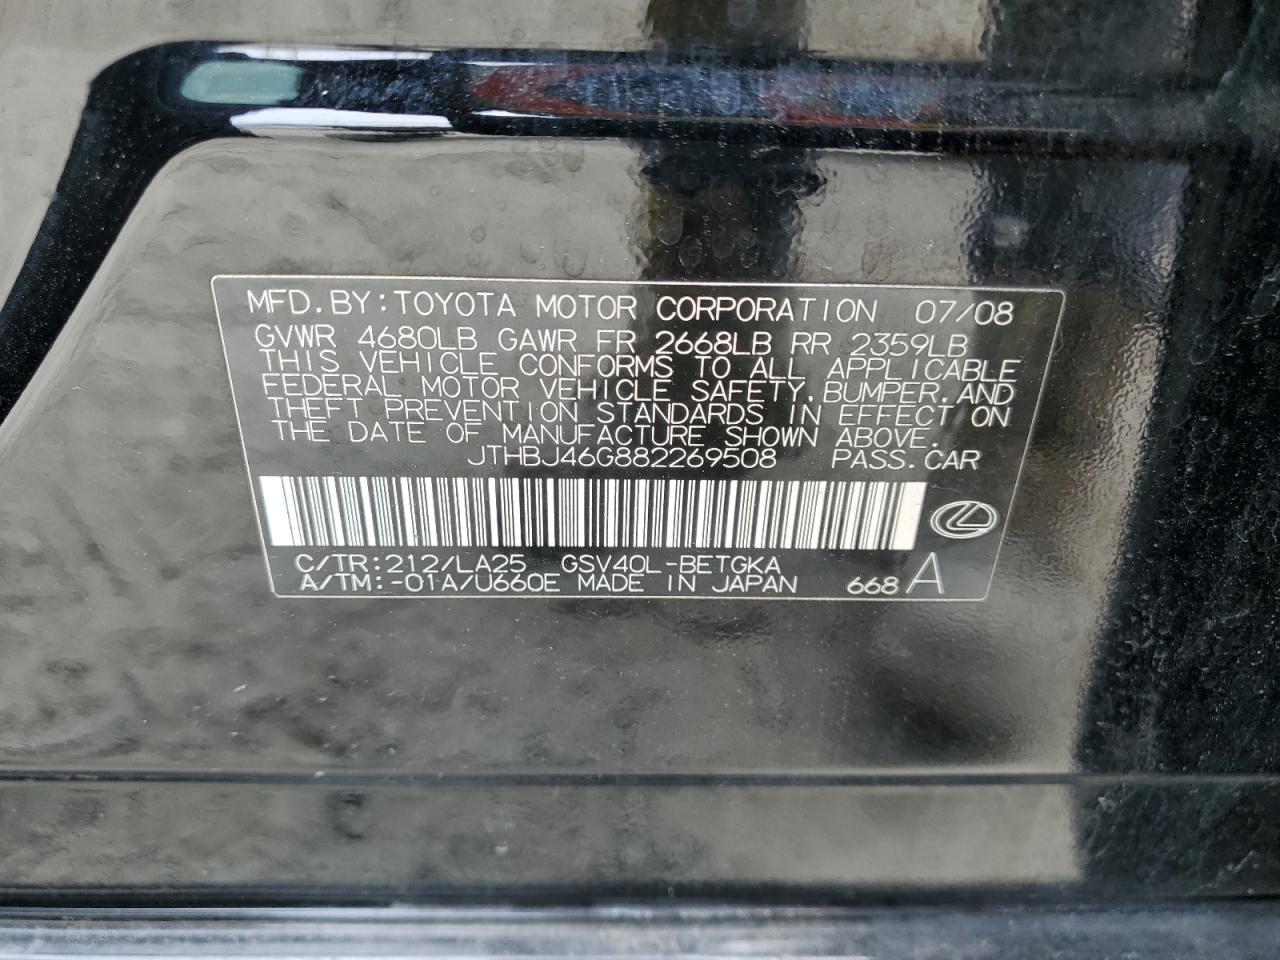 MFD. BY: TOYOTA MOTOR CORPORATION 07/08
GVWR 4680LB GAWR FR 2668LB RR 2359LB
THIS VEHICLE CONFORMS TO ALL APPLICABLE
FEDERAL MOTOR VEHICLE SAFETY, BUMPER, AND
THEFT PREVENTION STANDARDS IN EFFECT ON
THE DATE OF MANUFACTURE SHOWN ABOVE.
JTHBJ46G882269508 PASS. CAR
C/TR: 212/LA25 GSV40L-BETGKA
A/TM: -01A/U660E MADE IN JAPAN 668 A